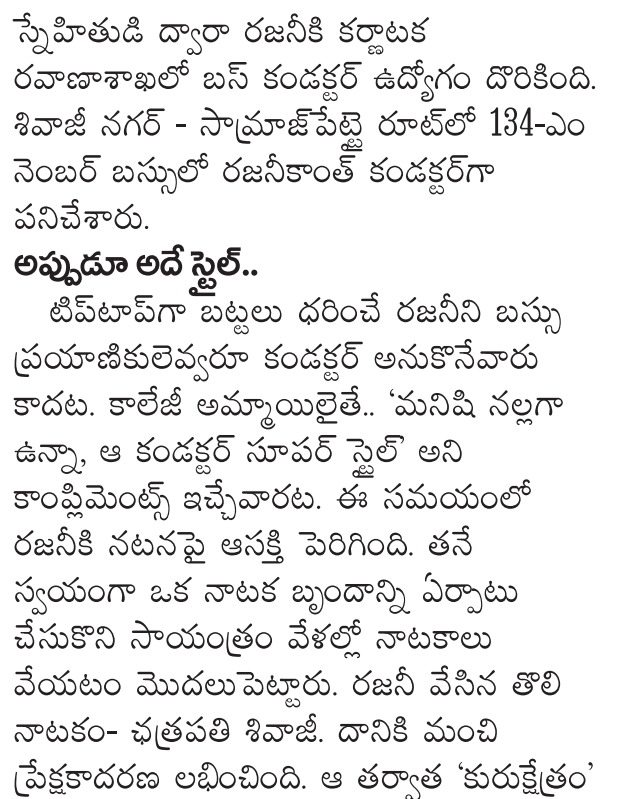 స్నేహితుడి ద్వారా రజనీకి కర్ణాటక
రవాణాశాఖలో బస్ కండక్టర్ ఉద్యోగం దొరికింది.
శివాజీ నగర్ - సామ్రాజ్‌పేట్టై రూట్‌లో 134-ఎం
నెంబర్ బస్సులో రజనీకాంత్ కండక్టర్‌గా
పనిచేశారు.
అప్పుడూ అదే స్టైల్..
టిప్‌టాప్‌గా బట్టలు ధరించే రజనీని బస్సు
ప్రయాణికులెవ్వరూ కండక్టర్ అనుకొనేవారు
కాదట. కాలేజీ అమ్మాయిలైతే.. ‘మనిషి నల్లగా
ఉన్నా, ఆ కండక్టర్ సూపర్ స్టైల్’ అని
కాంప్లిమెంట్స్ ఇచ్చేవారట. ఈ సమయంలో
రజనీకి నటనపై ఆసక్తి పెరిగింది. తనే
స్వయంగా ఒక నాటక బృందాన్ని ఏర్పాటు
చేసుకొని సాయంత్రం వేళల్లో నాటకాలు
వేయటం మొదలుపెట్టారు. రజనీ వేసిన తొలి
నాటకం- ఛత్రపతి శివాజీ. దానికి మంచి
ప్రేక్షకాదరణ లభించింది. ఆ తర్వాత ‘కురుక్షేత్రం’